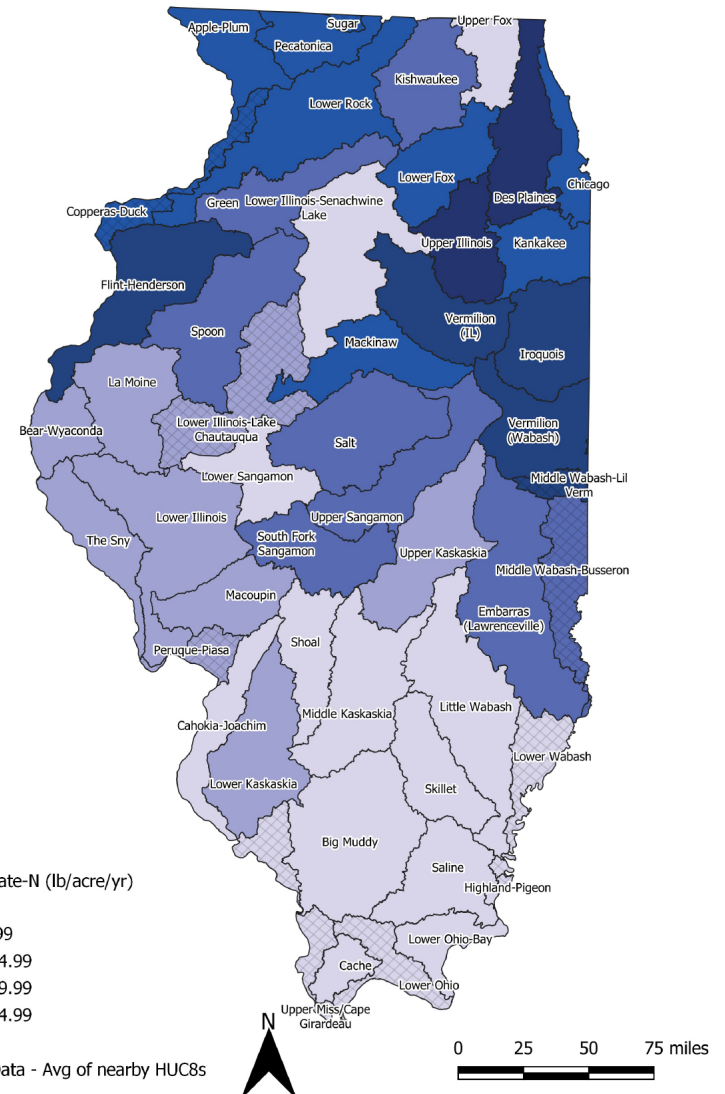 Upper Fox
Sugar
Apple-Plum
Pecatonica
Kishwaukee
Lower Rock
Lower Fox
Chicago
Des Plaines
Green
Lower Illinois-Senachwine
Lake
Copperas-Duck
Upper Illinois
Kankakee
Flint-Henderson
Vermilion
(IL)
Spoon
Mackinaw
Iroquois
La Moine
Lower Illinois-Lake
Chautauqua
Vermilion
(Wabash)
Bear-Wyaconda
Salt
Lower Sangamon
Middle Wabash-Lil
Verm
Lower Illinois
Upper Sangamon
The Sny
South Fork
Sangamon
Upper Kaskaskia
Middle Wabash-Busseron
Macoupin
Embarras
(Lawrenceville)
Shoal
Peruque-Piasa
Little Wabash
Middle Kaskaskia
Cahokia-Joachim
Lower Wabash
Lower Kaskaskia
Skillet
Big Muddy
Saline
Highland-Pigeon
Lower Ohio-Bay
Cache
Lower Ohio
Upper Miss/Cape
Girardeau
ate-N (lb/acre/yr)
99
4.99
9.99
4.99
ata - Avg of nearby HUC8s
N
0 25 50 75 miles